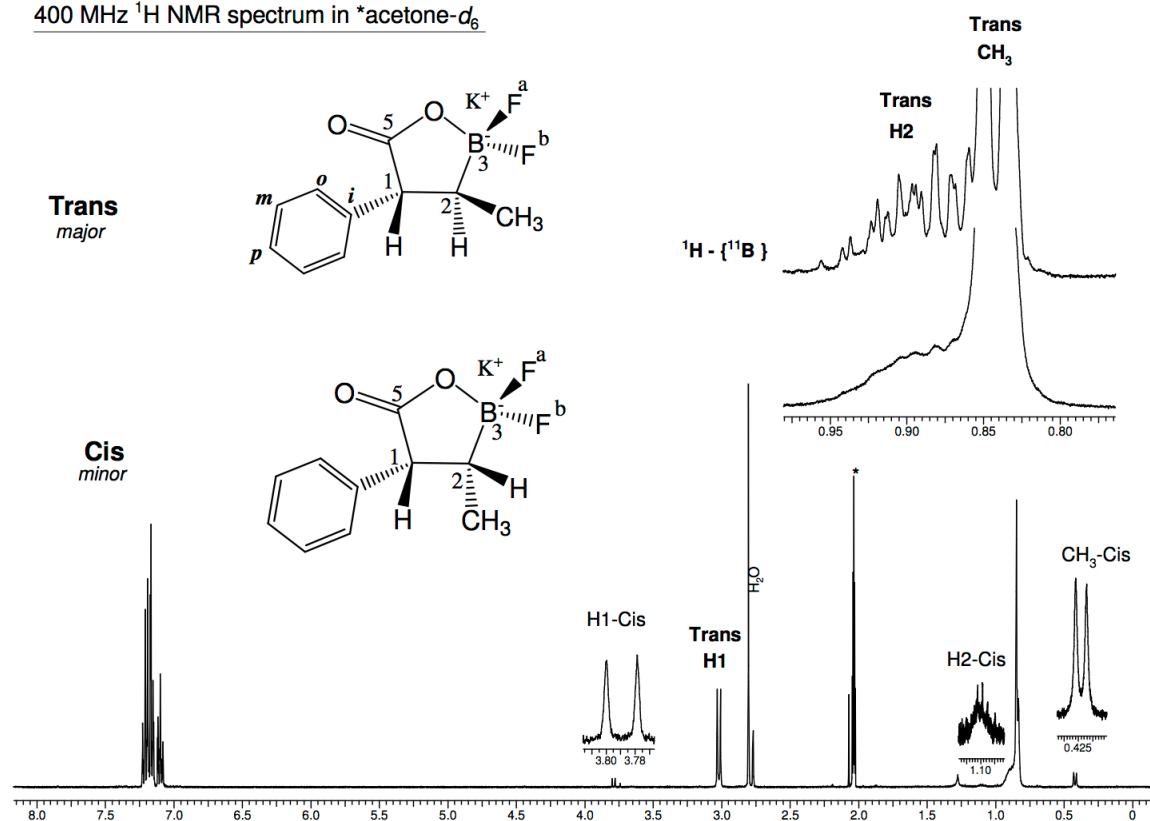 400 MHz ¹H NMR spectrum in *acetone-d₆
Trans
CH₃
Trans
H2
¹H - {¹¹B }
0.95 0.90 0.85 0.80
Trans
major
O 5 O K⁺ Fᵃ
B⁻ Fᵇ
3
1 2 CH₃
H H
o
m i
p
Cis
minor
O 5 O K⁺ Fᵃ
B⁻ Fᵇ
3
1 2 H
H CH₃
*
H₂O
H1-Cis
3.80 3.78
Trans
H1
H2-Cis
1.10
CH₃-Cis
0.425
8.0 7.5 7.0 6.5 6.0 5.5 5.0 4.5 4.0 3.5 3.0 2.5 2.0 1.5 1.0 0.5 0